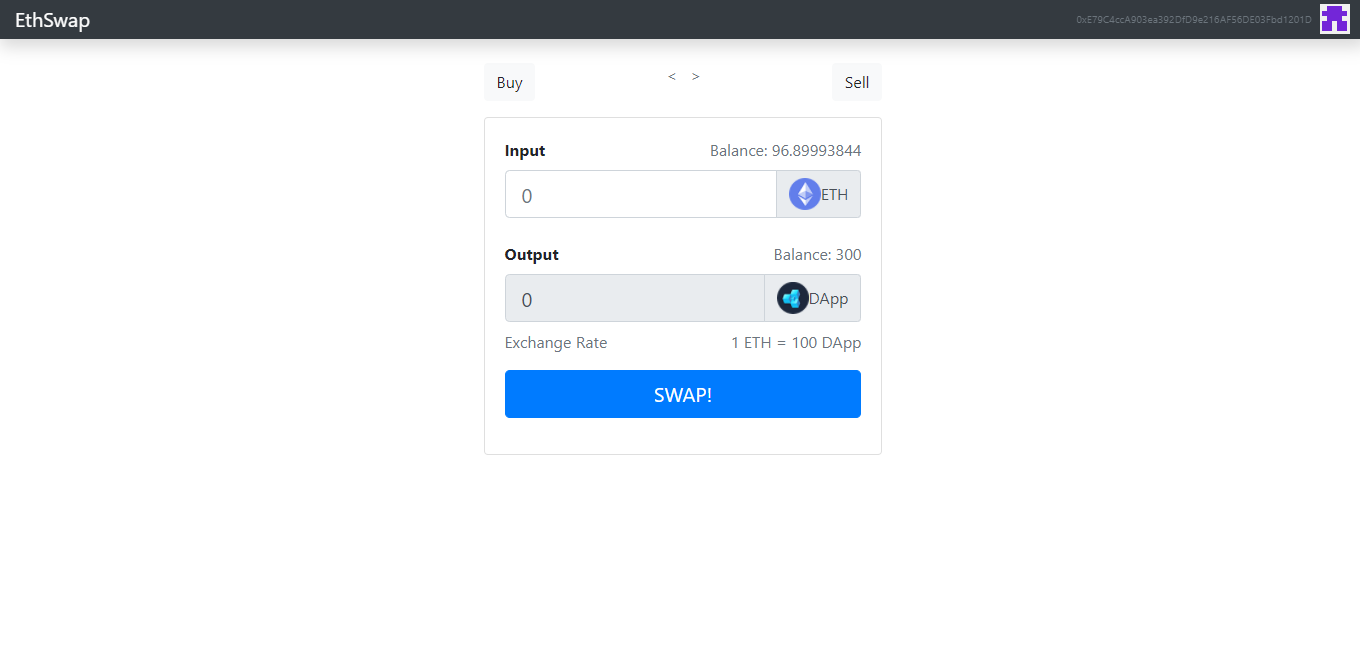 EthSwap
0xE79C4ccA903ea392DfD9e216AF56DE03Fbd1201D
Buy < > Sell
Input Balance: 96.89993844
0 ETH
Output Balance: 300
0 DApp
Exchange Rate 1 ETH = 100 DApp
SWAP!